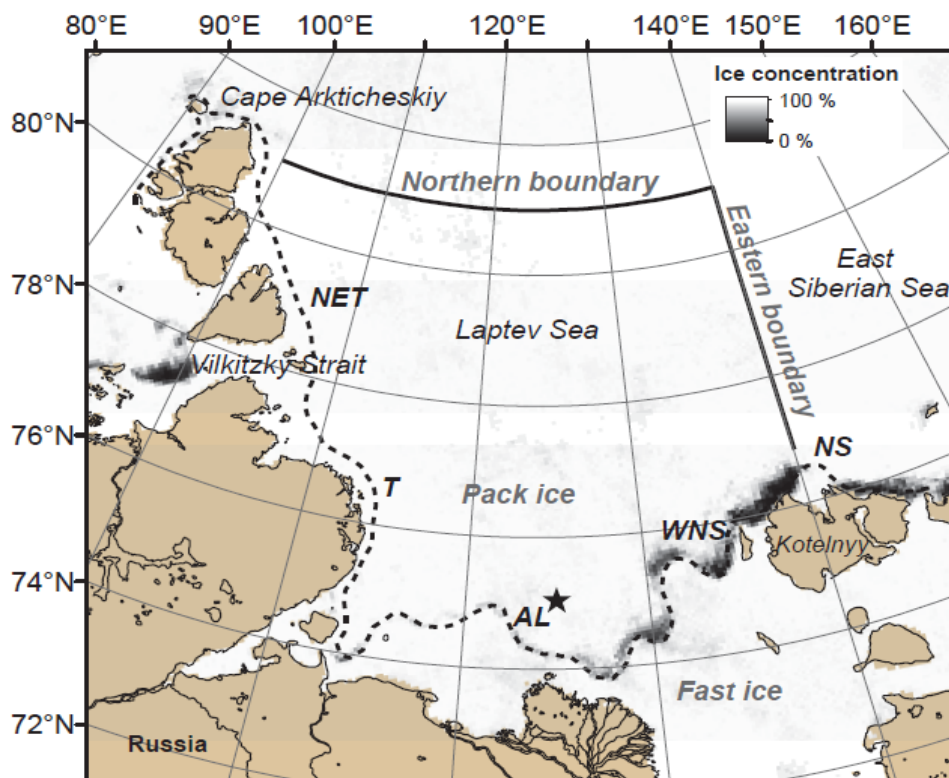 80°E 90°E 100°E 120°E 140°E 150°E 160°E
Ice concentration
100 %
0 %
Cape Arkticheskiy
80°N
Northern boundary
Eastern boundary
East
Siberian Sea
78°N
NET
Laptev Sea
Vilkitzky Strait
76°N
NS
T
Pack ice
WNS
Kotelnyy
74°N
AL
Fast ice
72°N
Russia